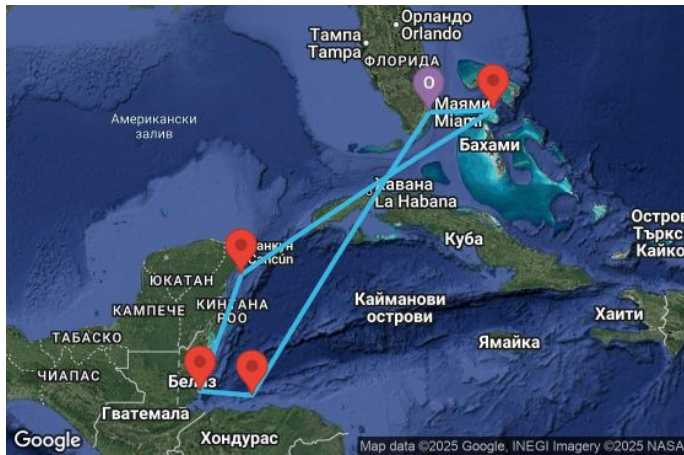 Орландо
Orlando
Тампа
Tampa
ФЛОРИДА
O
Маями
Miami
Американски
залив
Бахами
Хавана
La Habana
Остров
Търкс
Кайко
Куба
Cancún
ЮКАТАН
КАМПЕЧЕ
КИНТАНА
РОО
Кайманови
острови
Хаити
Ямайка
ТАБАСКО
ЧИАПАС
Белиз
Гватемала
Хондурас
Google
Map data ©2025 Google, INEGI Imagery ©2025 NASA